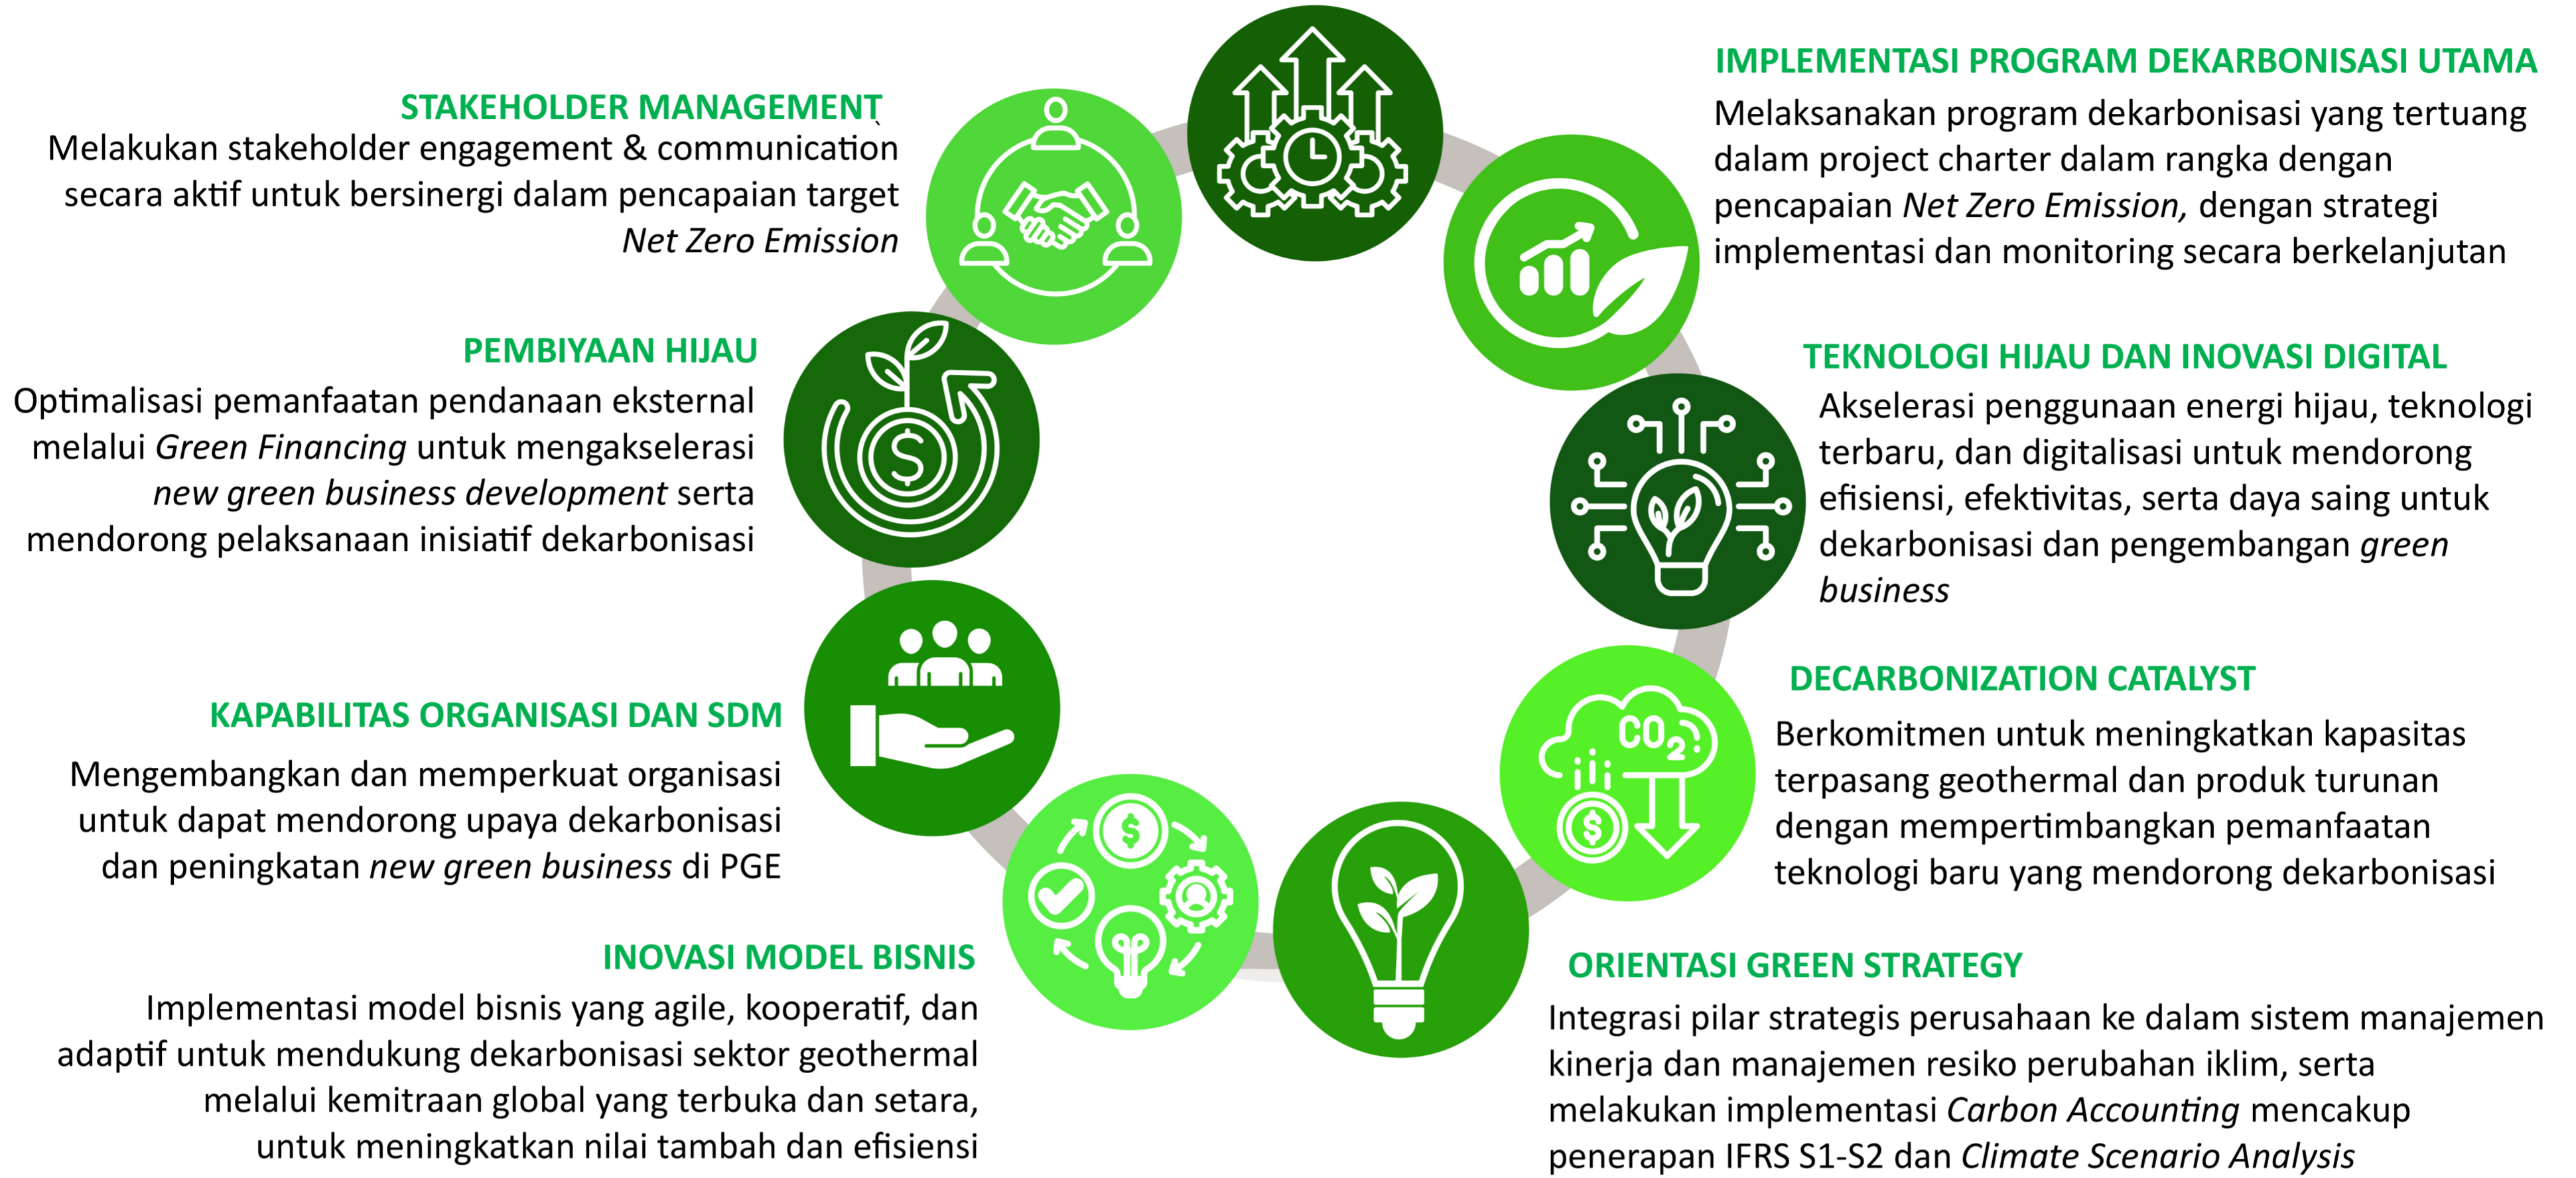 STAKEHOLDER MANAGEMENT
Melakukan stakeholder engagement & communication
secara aktif untuk bersinergi dalam pencapaian target
Net Zero Emission
PEMBIYAAN HIJAU
Optimalisasi pemanfaatan pendanaan eksternal
melalui Green Financing untuk mengakselerasi
new green business development serta
mendorong pelaksanaan inisiatif dekarbonisasi
KAPABILITAS ORGANISASI DAN SDM
Mengembangkan dan memperkuat organisasi
untuk dapat mendorong upaya dekarbonisasi
dan peningkatan new green business di PGE
INOVASI MODEL BISNIS
Implementasi model bisnis yang agile, kooperatif, dan
adaptif untuk mendukung dekarbonisasi sektor geothermal
melalui kemitraan global yang terbuka dan setara,
untuk meningkatkan nilai tambah dan efisiensi
IMPLEMENTASI PROGRAM DEKARBONISASI UTAMA
Melaksanakan program dekarbonisasi yang tertuang
dalam project charter dalam rangka dengan
pencapaian Net Zero Emission, dengan strategi
implementasi dan monitoring secara berkelanjutan
TEKNOLOGI HIJAU DAN INOVASI DIGITAL
Akselerasi penggunaan energi hijau, teknologi
terbaru, dan digitalisasi untuk mendorong
efisiensi, efektivitas, serta daya saing untuk
dekarbonisasi dan pengembangan green
business
DECARBONIZATION CATALYST
Berkomitmen untuk meningkatkan kapasitas
terpasang geothermal dan produk turunan
dengan mempertimbangkan pemanfaatan
teknologi baru yang mendorong dekarbonisasi
ORIENTASI GREEN STRATEGY
Integrasi pilar strategis perusahaan ke dalam sistem manajemen
kinerja dan manajemen resiko perubahan iklim, serta
melakukan implementasi Carbon Accounting mencakup
penerapan IFRS S1-S2 dan Climate Scenario Analysis
$
CO₂
$
$